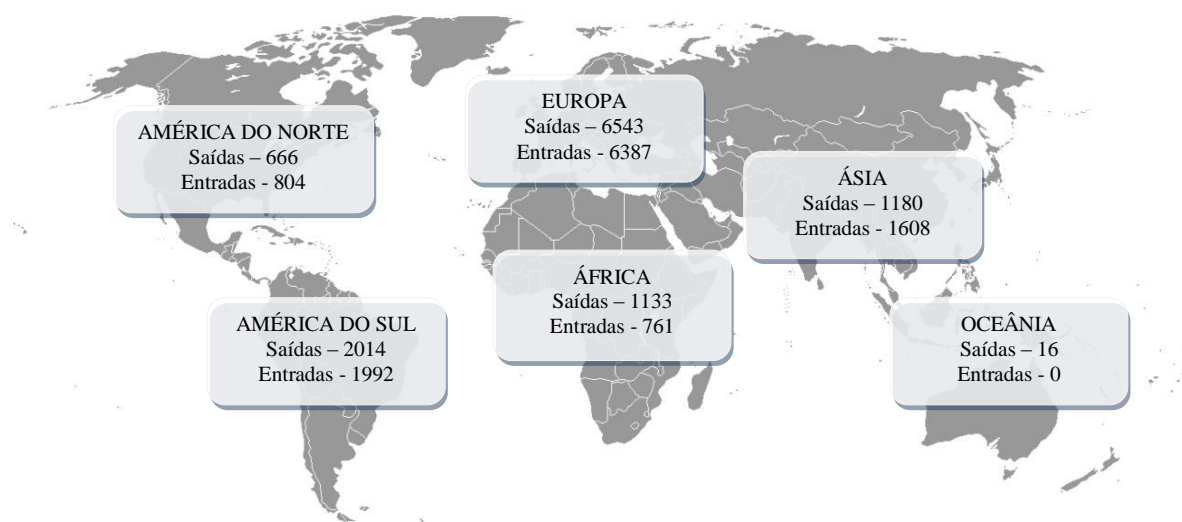 AMÉRICA DO NORTE
Saídas – 666
Entradas - 804
EUROPA
Saídas – 6543
Entradas - 6387
ÁSIA
Saídas – 1180
Entradas - 1608
ÁFRICA
Saídas – 1133
Entradas - 761
AMÉRICA DO SUL
Saídas – 2014
Entradas - 1992
OCEÂNIA
Saídas – 16
Entradas - 0